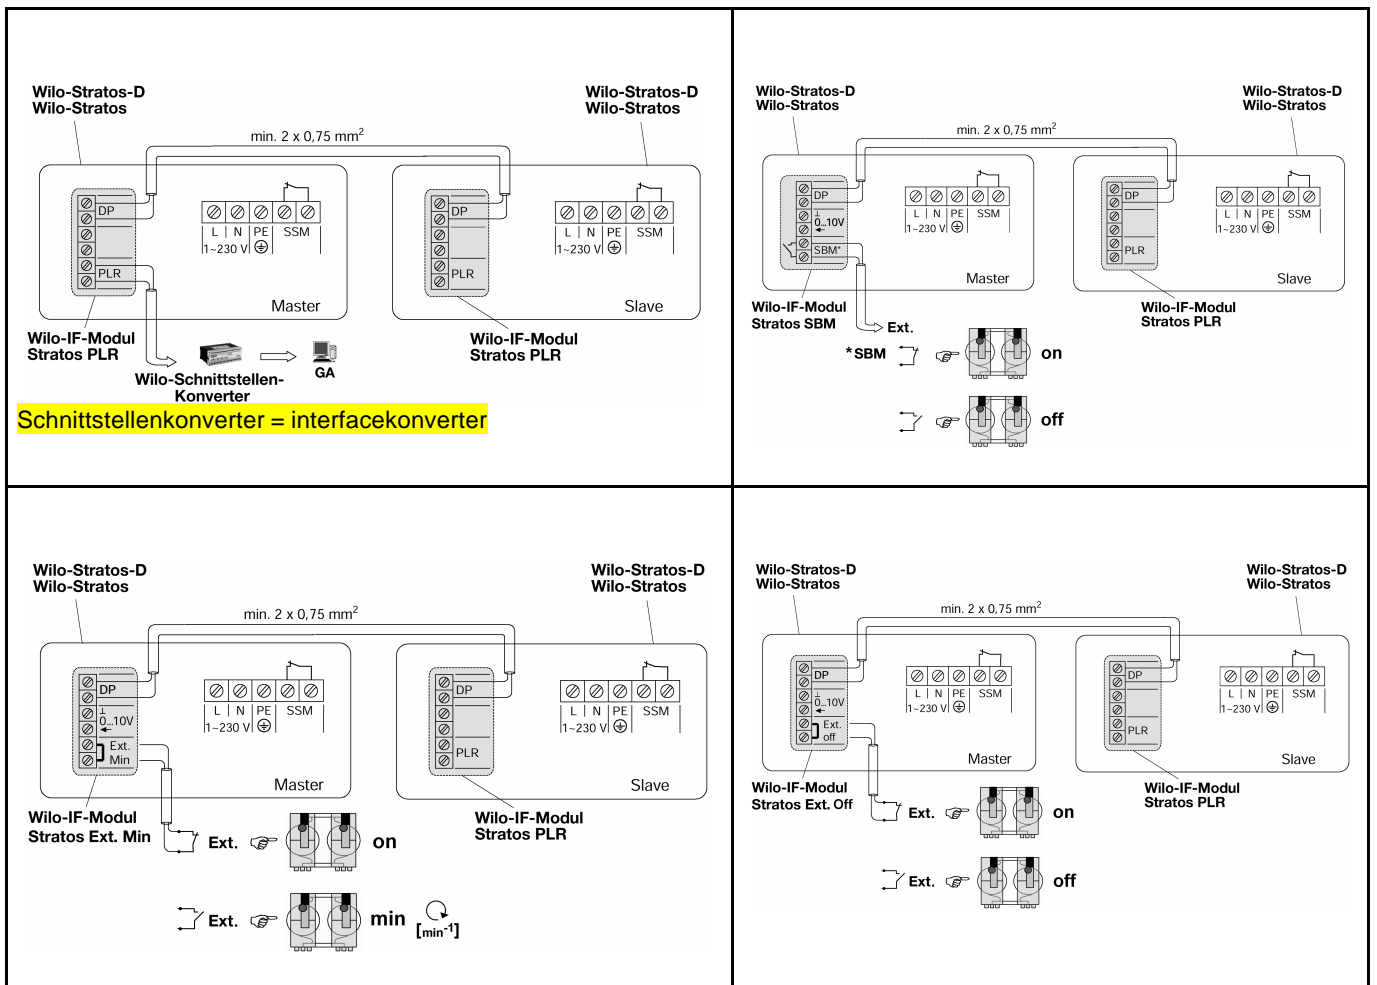 Wilo-Stratos-D
Wilo-Stratos
Wilo-Stratos-D
Wilo-Stratos
min. 2 x 0,75 mm²
DP
PLR
L N PE SSM
1~230 V
Master
DP
PLR
L N PE SSM
1~230 V
Slave
Wilo-IF-Modul
Stratos PLR
Wilo-IF-Modul
Stratos PLR
Wilo-Schnittstellen-
Konverter
GA
Schnittstellenkonverter = interfacekonverter
Wilo-Stratos-D
Wilo-Stratos
Wilo-Stratos-D
Wilo-Stratos
min. 2 x 0,75 mm²
DP
⊥
0...10V
SBM*
L N PE SSM
1~230 V
Master
DP
PLR
L N PE SSM
1~230 V
Slave
Wilo-IF-Modul
Stratos SBM
Wilo-IF-Modul
Stratos PLR
Ext.
*SBM
on
off
Wilo-Stratos-D
Wilo-Stratos
Wilo-Stratos-D
Wilo-Stratos
min. 2 x 0,75 mm²
DP
⊥
0...10V
Ext.
Min
L N PE SSM
1~230 V
Master
DP
PLR
L N PE SSM
1~230 V
Slave
Wilo-IF-Modul
Stratos Ext. Min
Wilo-IF-Modul
Stratos PLR
Ext. on
Ext. min
[min⁻¹]
Wilo-Stratos-D
Wilo-Stratos
Wilo-Stratos-D
Wilo-Stratos
min. 2 x 0,75 mm²
DP
⊥
0...10V
Ext.
off
L N PE SSM
1~230 V
Master
DP
PLR
L N PE SSM
1~230 V
Slave
Wilo-IF-Modul
Stratos Ext. Off
Wilo-IF-Modul
Stratos PLR
Ext. on
Ext. off